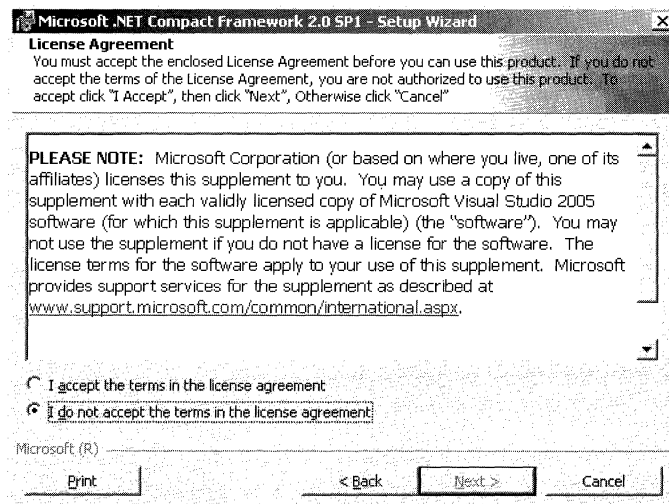 Microsoft .NET Compact Framework 2.0 SP1 - Setup Wizard
License Agreement
You must accept the enclosed License Agreement before you can use this product. If you do not
accept the terms of the License Agreement, you are not authorized to use this product. To
accept click "I Accept", then click "Next", Otherwise click "Cancel"
PLEASE NOTE: Microsoft Corporation (or based on where you live, one of its
affiliates) licenses this supplement to you. You may use a copy of this
supplement with each validly licensed copy of Microsoft Visual Studio 2005
software (for which this supplement is applicable) (the "software"). You may
not use the supplement if you do not have a license for the software. The
license terms for the software apply to your use of this supplement. Microsoft
provides support services for the supplement as described at
www.support.microsoft.com/common/international.aspx.
I accept the terms in the license agreement
I do not accept the terms in the license agreement
Microsoft (R)
Print < Back Next > Cancel